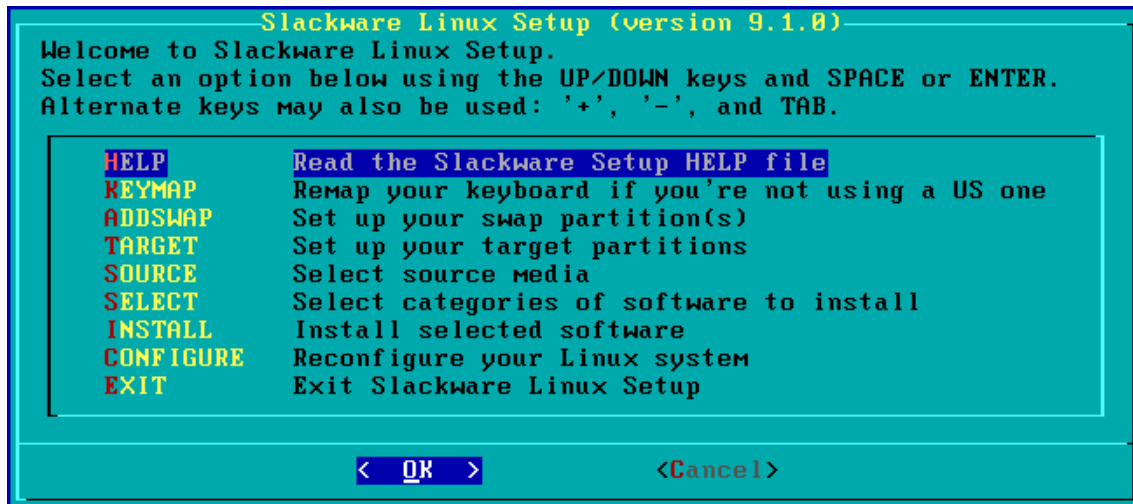 Slackware Linux Setup (version 9.1.0)
Welcome to Slackware Linux Setup.
Select an option below using the UP/DOWN keys and SPACE or ENTER.
Alternate keys may also be used: '+', '-', and TAB.
HELP Read the Slackware Setup HELP file
KEYMAP Remap your keyboard if you're not using a US one
ADDSWAP Set up your swap partition(s)
TARGET Set up your target partitions
SOURCE Select source media
SELECT Select categories of software to install
INSTALL Install selected software
CONFIGURE Reconfigure your Linux system
EXIT Exit Slackware Linux Setup
< OK > <Cancel>